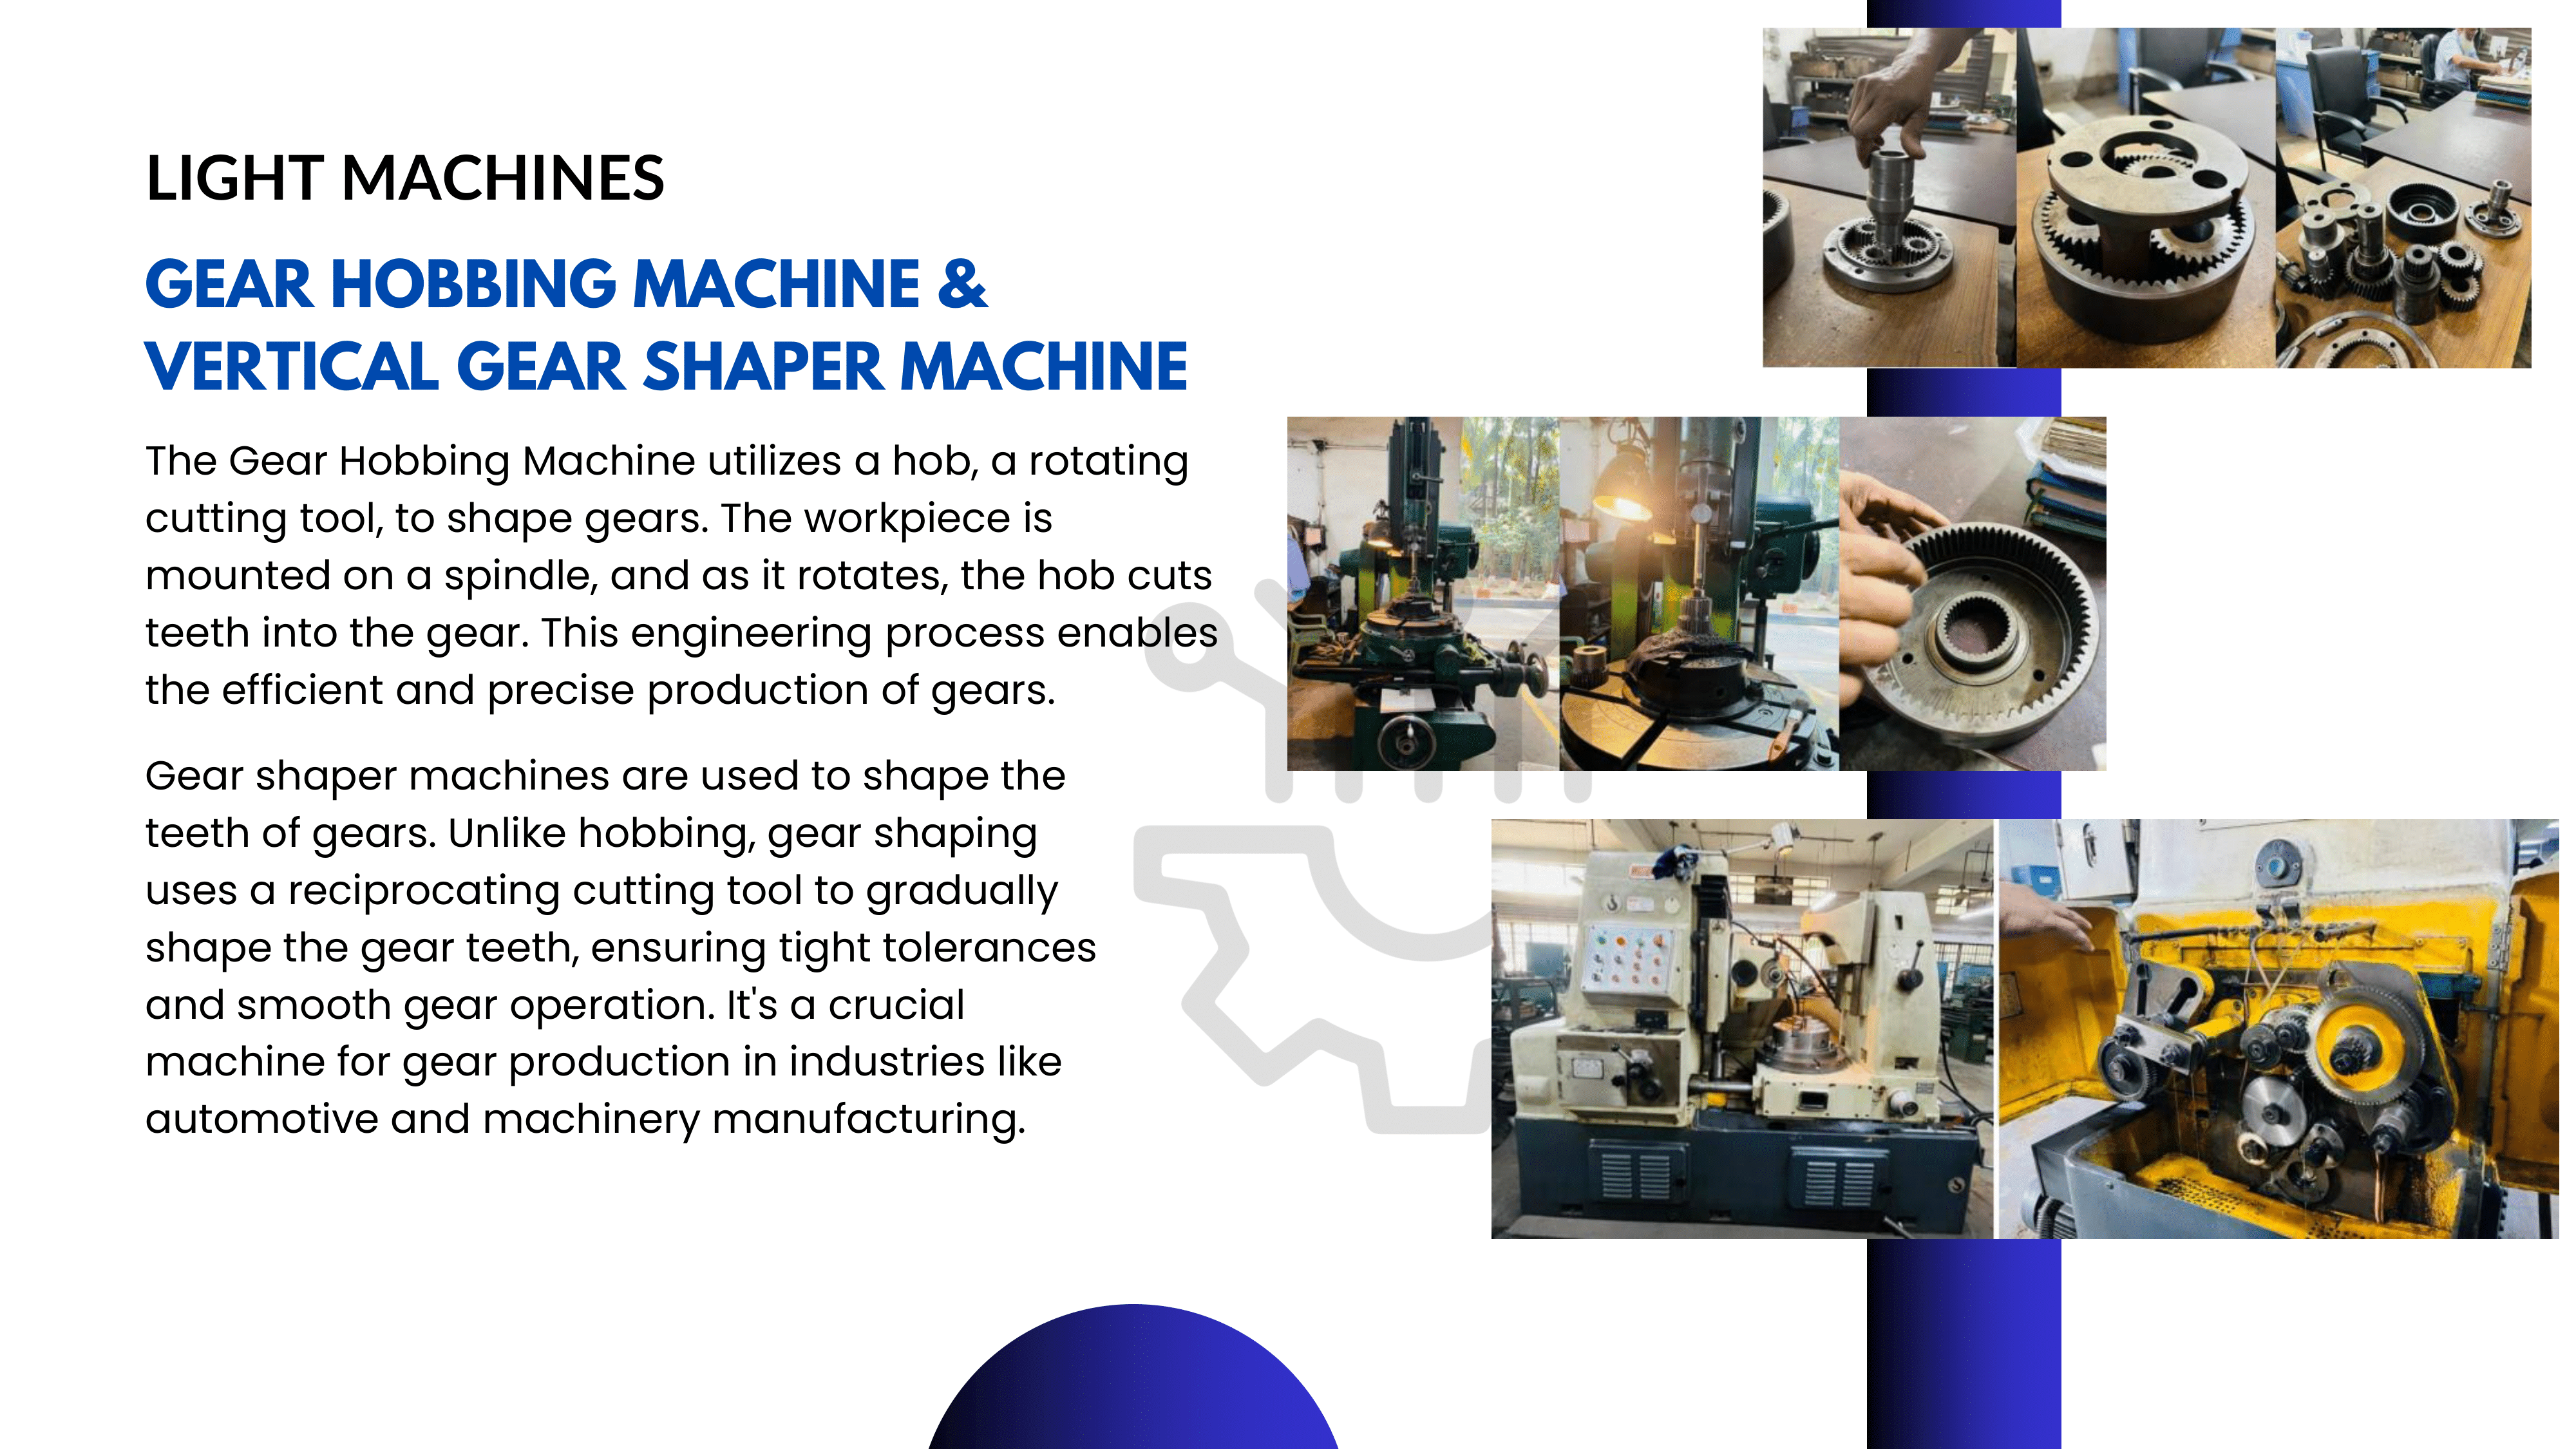 LIGHT MACHINES
GEAR HOBBING MACHINE &
VERTICAL GEAR SHAPER MACHINE
The Gear Hobbing Machine utilizes a hob, a rotating
cutting tool, to shape gears. The workpiece is
mounted on a spindle, and as it rotates, the hob cuts
teeth into the gear. This engineering process enables
the efficient and precise production of gears.
Gear shaper machines are used to shape the
teeth of gears. Unlike hobbing, gear shaping
uses a reciprocating cutting tool to gradually
shape the gear teeth, ensuring tight tolerances
and smooth gear operation. It's a crucial
machine for gear production in industries like
automotive and machinery manufacturing.